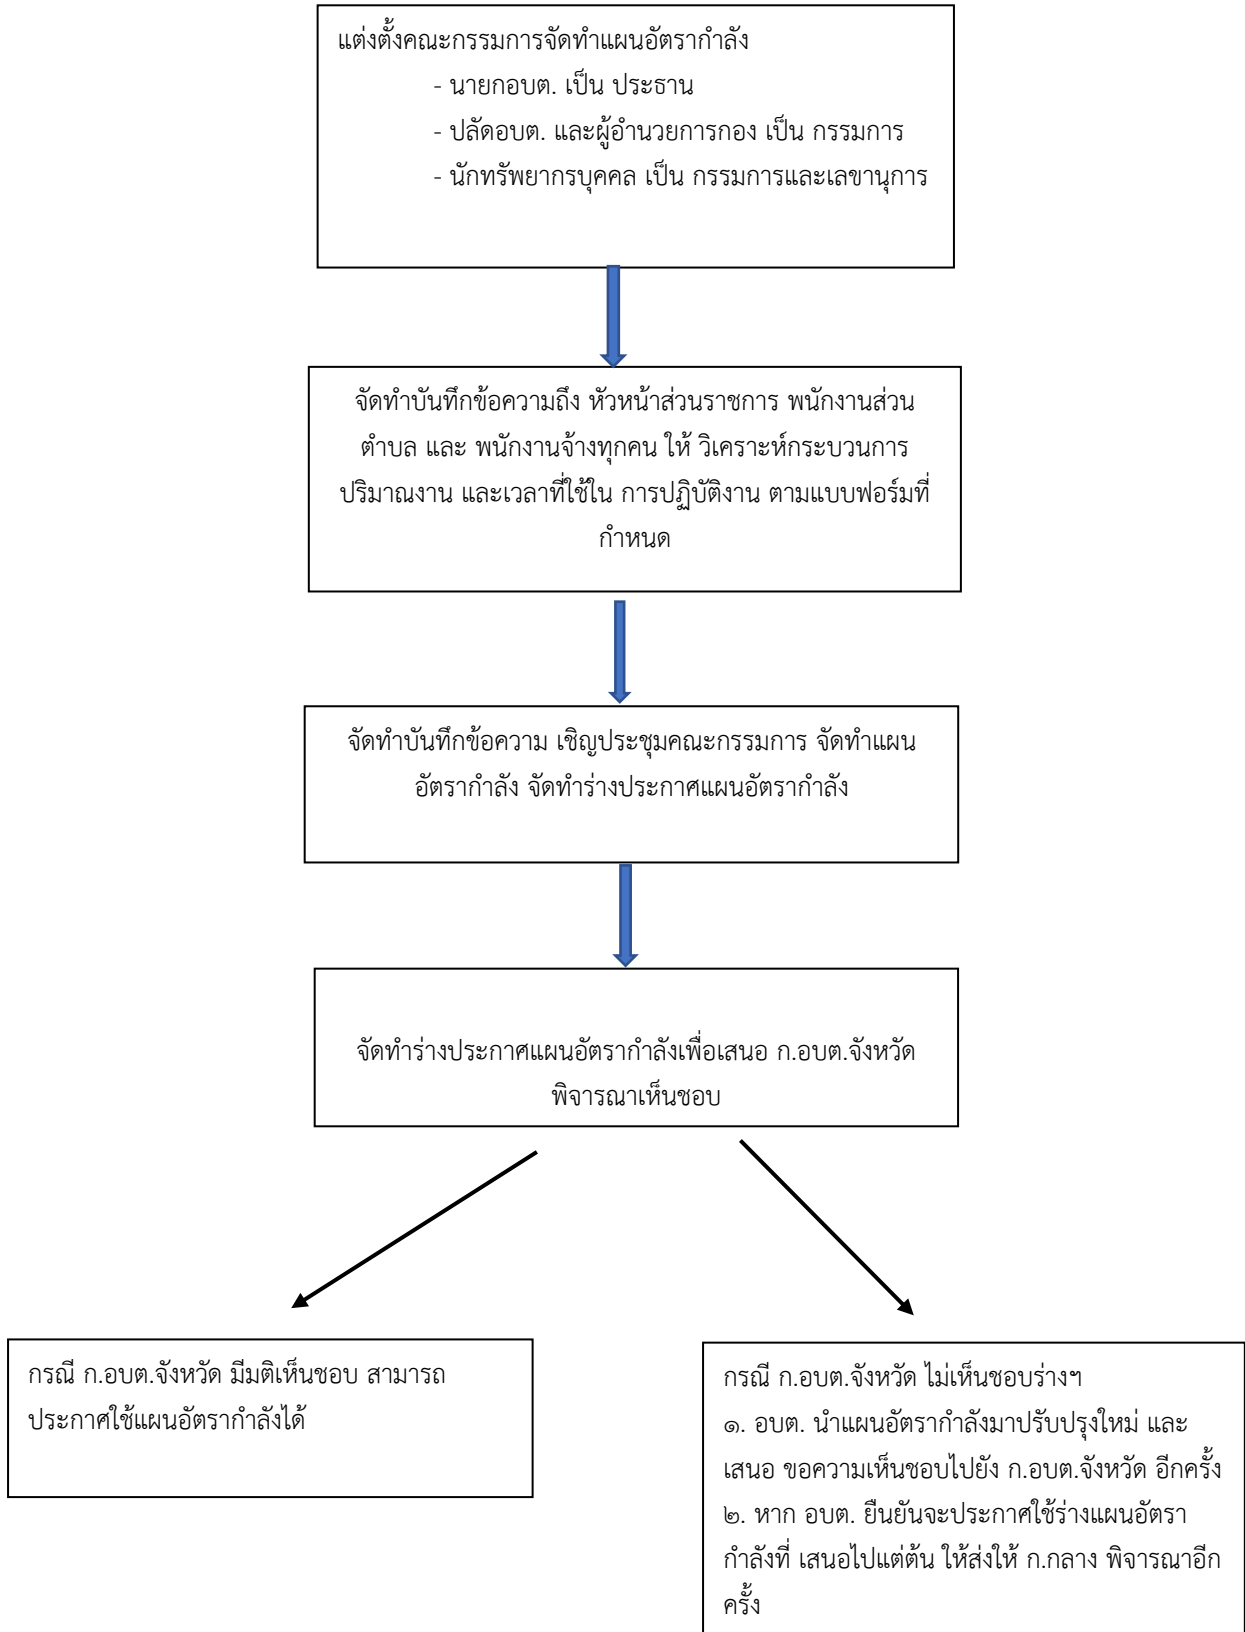 แต่งตั้งคณะกรรมการจัดทำแผนอัตรากำลัง
- นายกอบต. เป็น ประธาน
- ปลัดอบต. และผู้อำนวยการกอง เป็น กรรมการ
- นักทรัพยากรบุคคล เป็น กรรมการและเลขานุการ
จัดทำบันทึกข้อความถึง หัวหน้าส่วนราชการ พนักงานส่วน
ตำบล และ พนักงานจ้างทุกคน ให้ วิเคราะห์กระบวนการ
ปริมาณงาน และเวลาที่ใช้ใน การปฏิบัติงาน ตามแบบฟอร์มที่
กำหนด
จัดทำบันทึกข้อความ เชิญประชุมคณะกรรมการ จัดทำแผน
อัตรากำลัง จัดทำร่างประกาศแผนอัตรากำลัง
จัดทำร่างประกาศแผนอัตรากำลังเพื่อเสนอ ก.อบต.จังหวัด
พิจารณาเห็นชอบ
กรณี ก.อบต.จังหวัด มีมติเห็นชอบ สามารถ
ประกาศใช้แผนอัตรากำลังได้
กรณี ก.อบต.จังหวัด ไม่เห็นชอบร่างฯ
๑. อบต. นำแผนอัตรากำลังมาปรับปรุงใหม่ และ
เสนอ ขอความเห็นชอบไปยัง ก.อบต.จังหวัด อีกครั้ง
๒. หาก อบต. ยืนยันจะประกาศใช้ร่างแผนอัตรา
กำลังที่ เสนอไปแต่ต้น ให้ส่งให้ ก.กลาง พิจารณาอีก
ครั้ง